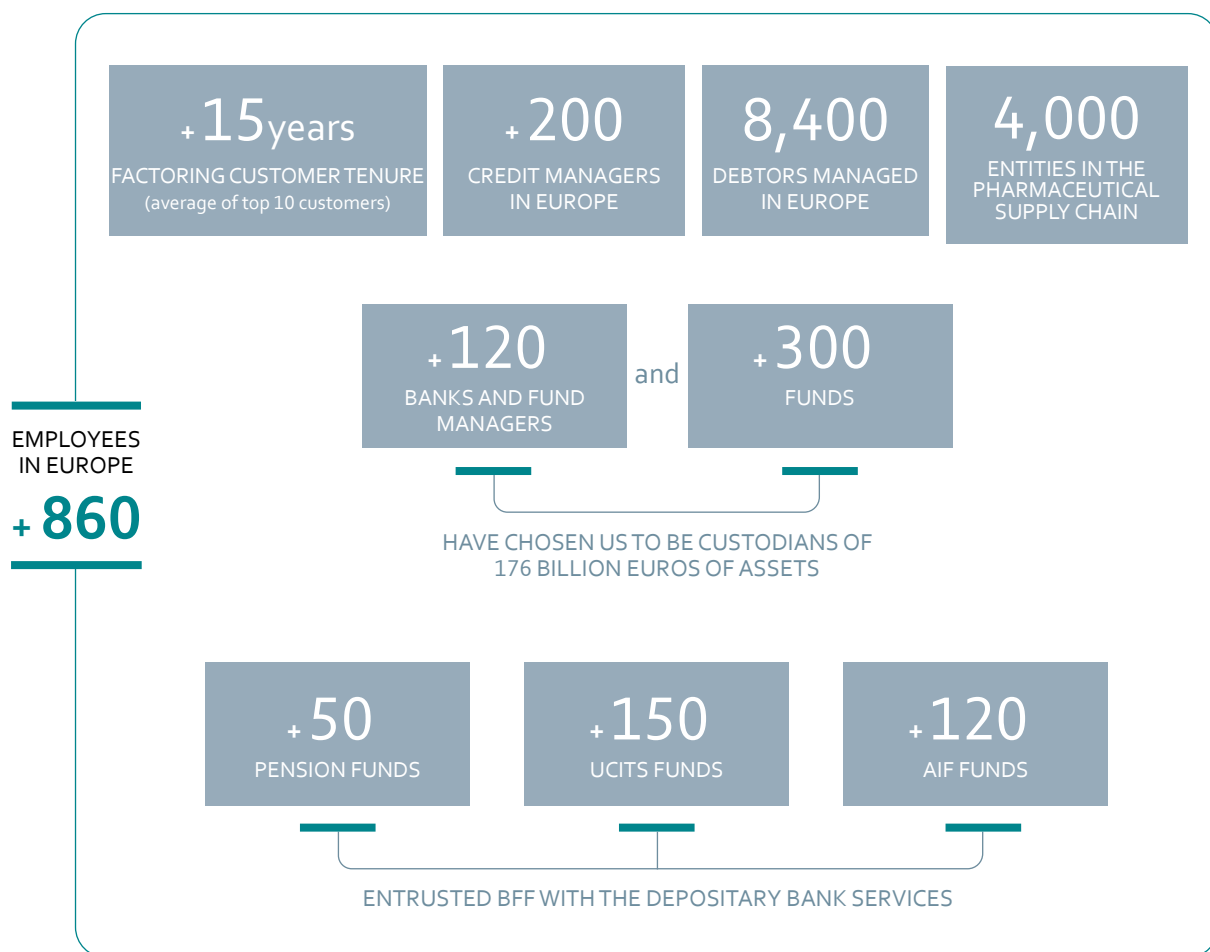 + 15 years
FACTORING CUSTOMER TENURE
(average of top 10 customers)
+ 200
CREDIT MANAGERS
IN EUROPE
8,400
DEBTORS MANAGED
IN EUROPE
4,000
ENTITIES IN THE
PHARMACEUTICAL
SUPPLY CHAIN
+ 120
BANKS AND FUND
MANAGERS
and
+ 300
FUNDS
EMPLOYEES
IN EUROPE
+ 860
HAVE CHOSEN US TO BE CUSTODIANS OF
176 BILLION EUROS OF ASSETS
+ 50
PENSION FUNDS
+ 150
UCITS FUNDS
+ 120
AIF FUNDS
ENTRUSTED BFF WITH THE DEPOSITARY BANK SERVICES